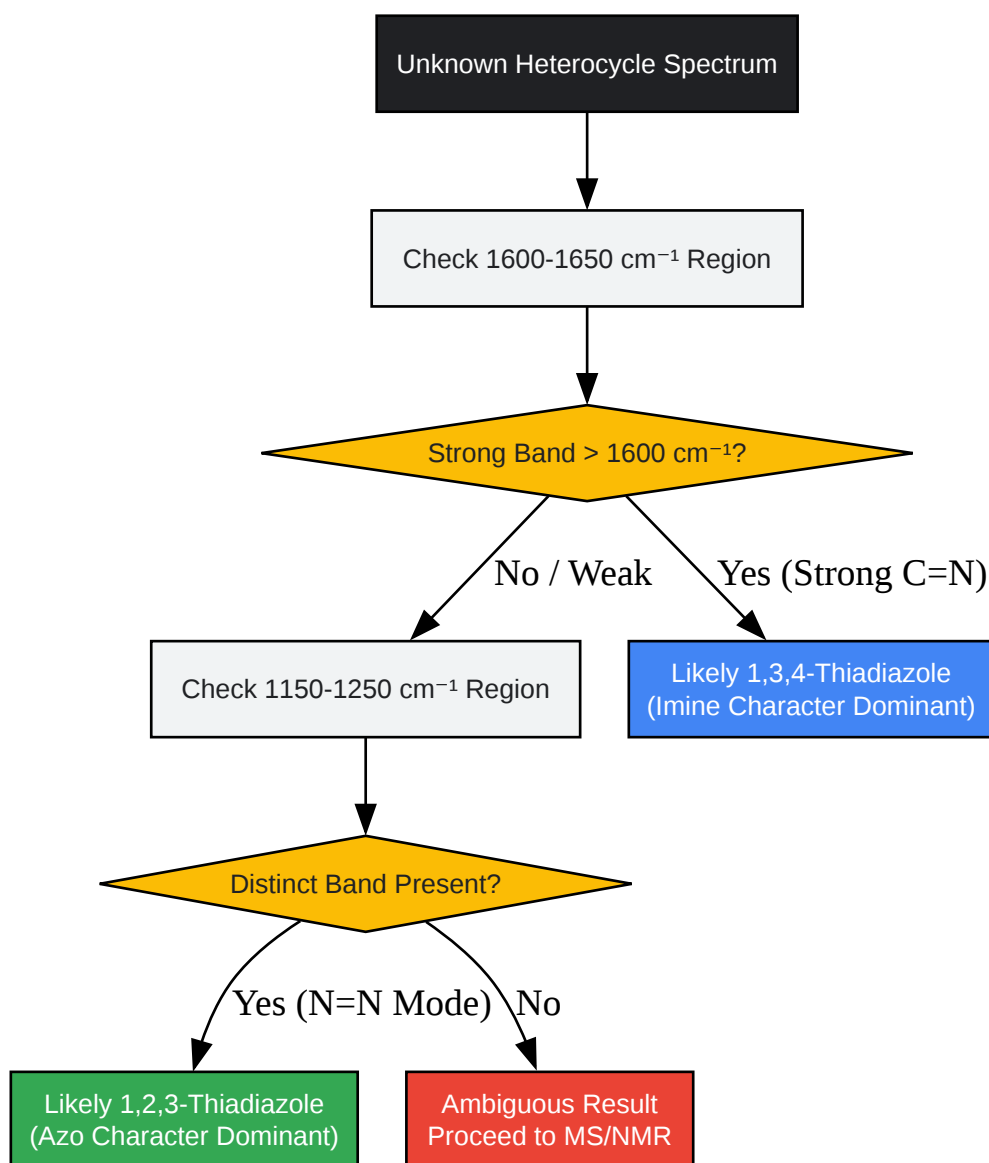 Unknown Heterocycle Spectrum
Check 1600-1650 cm⁻¹ Region
Strong Band > 1600 cm⁻¹?
No / Weak
Yes (Strong C=N)
Check 1150-1250 cm⁻¹ Region
Likely 1,3,4-Thiadiazole
(Imine Character Dominant)
Distinct Band Present?
Yes (N=N Mode)
No
Likely 1,2,3-Thiadiazole
(Azo Character Dominant)
Ambiguous Result
Proceed to MS/NMR